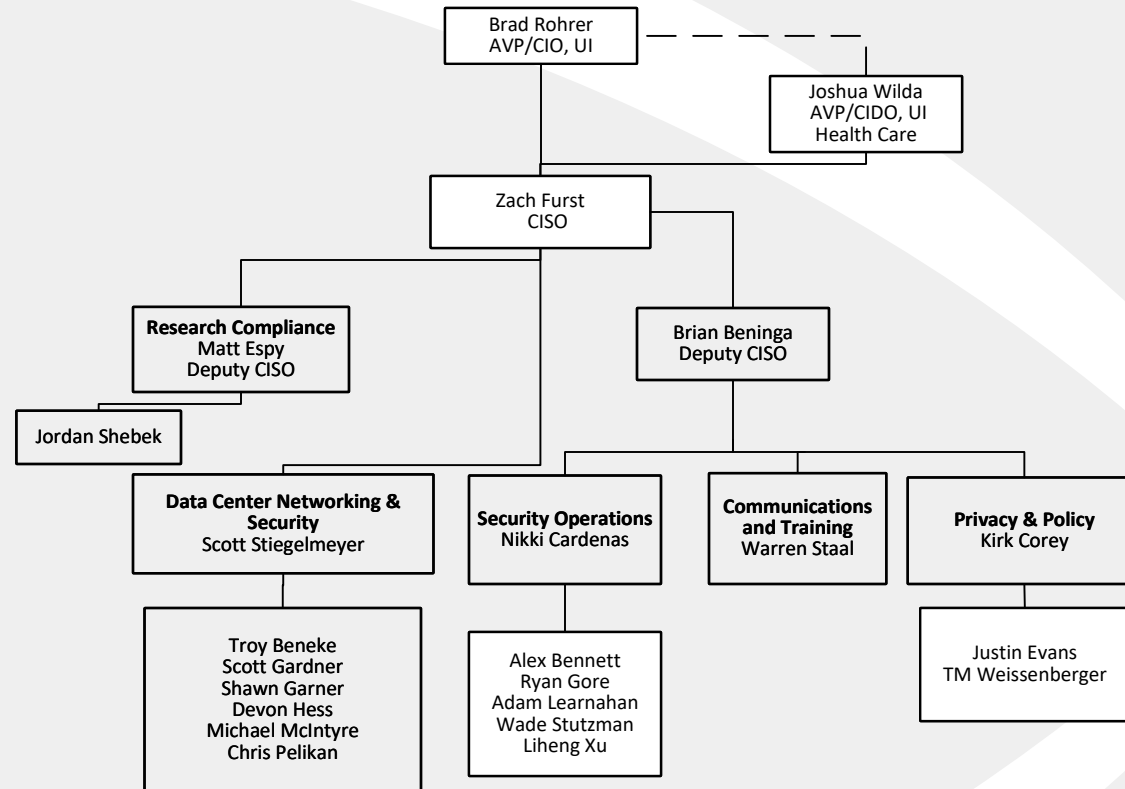 Brad Rohrer
AVP/CIO, UI
Joshua Wilda
AVP/CIDO, UI
Health Care
Zach Furst
CISO
Research Compliance
Matt Espy
Deputy CISO
Brian Beninga
Deputy CISO
Jordan Shebek
Data Center Networking &
Security
Scott Stiegelmeyer
Security Operations
Nikki Cardenas
Communications
and Training
Warren Staal
Privacy & Policy
Kirk Corey
Troy Beneke
Scott Gardner
Shawn Garner
Devon Hess
Michael McIntyre
Chris Pelikan
Alex Bennett
Ryan Gore
Adam Learnahan
Wade Stutzman
Liheng Xu
Justin Evans
TM Weissenberger